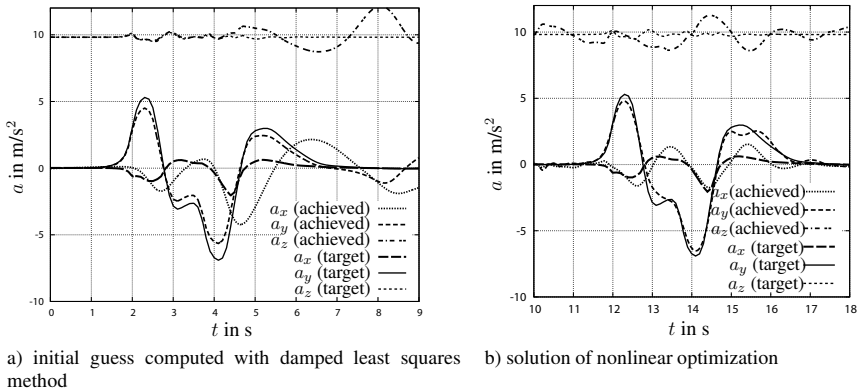 10
5
0
-5
-10
a in m/s²
a_x (achieved)
a_y (achieved)
a_z (achieved)
a_x (target)
a_y (target)
a_z (target)
0 1 2 3 4 5 6 7 8 9
t in s
a) initial guess computed with damped least squares
method
10
5
0
-5
-10
a in m/s²
a_x (achieved)
a_y (achieved)
a_z (achieved)
a_x (target)
a_y (target)
a_z (target)
10 11 12 13 14 15 16 17 18
t in s
b) solution of nonlinear optimization